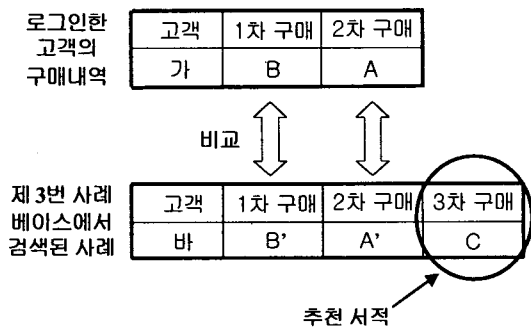 로그인한
고객의
구매내역
고객 1차 구매 2차 구매
가 B A
비교
제 3번 사례
베이스에서
검색된 사례
고객 1차 구매 2차 구매 3차 구매
바 B' A' C
추천 서적